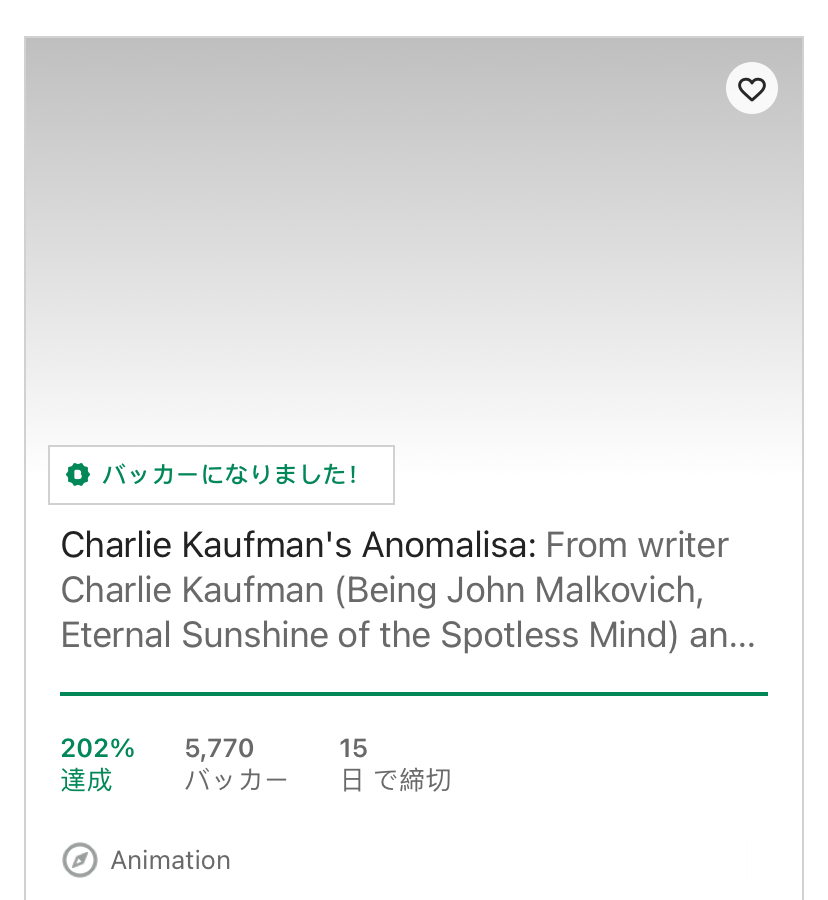 バッカーになりました!
Charlie Kaufman's Anomalisa: From writer
Charlie Kaufman (Being John Malkovich,
Eternal Sunshine of the Spotless Mind) an...
202% 5,770 15
達成 バッカー 日 で締切
Animation